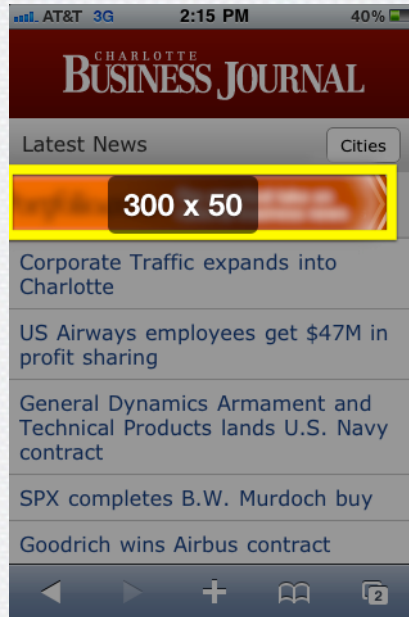 AT&T 3G 2:15 PM 40%
CHARLOTTE
BUSINESS JOURNAL
Latest News Cities
300 x 50
Corporate Traffic expands into
Charlotte
US Airways employees get $47M in
profit sharing
General Dynamics Armament and
Technical Products lands U.S. Navy
contract
SPX completes B.W. Murdoch buy
Goodrich wins Airbus contract
2